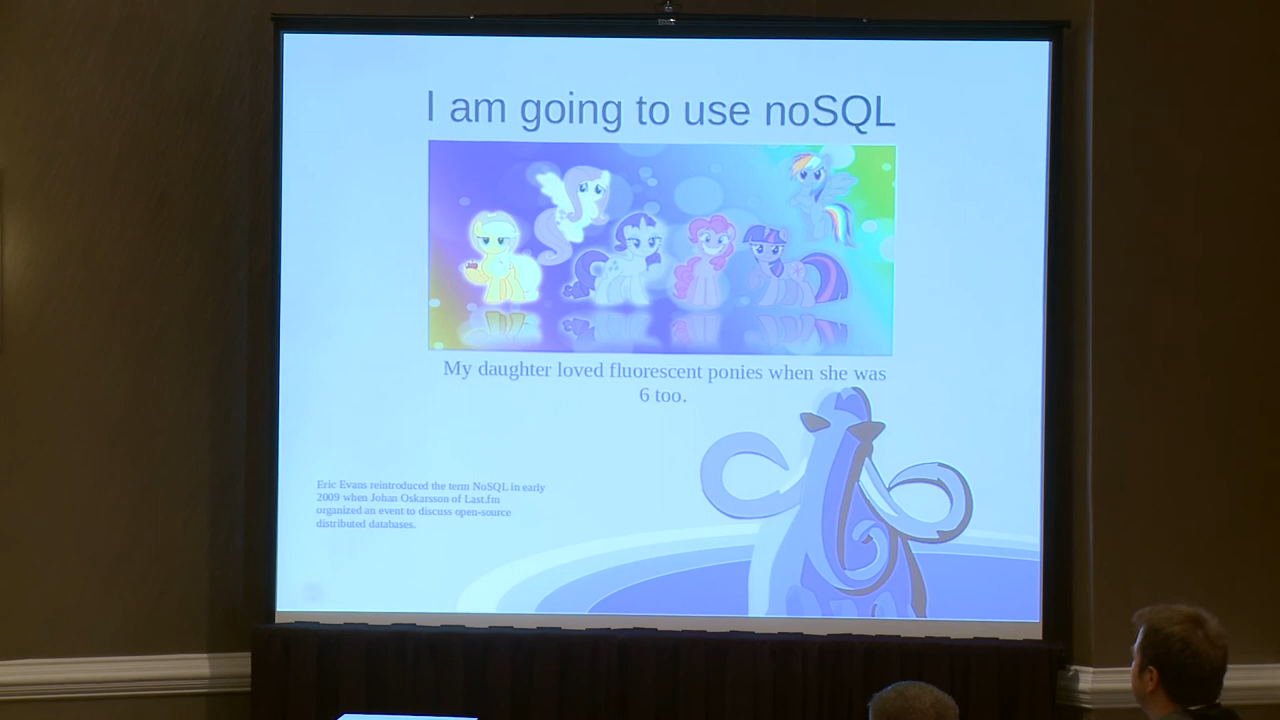 I am going to use noSQL
My daughter loved fluorescent ponies when she was
6 too.
Eric Evans reintroduced the term NoSQL in early
2009 when Johan Oskarsson of Last.fm
organized an event to discuss open-source
distributed databases.